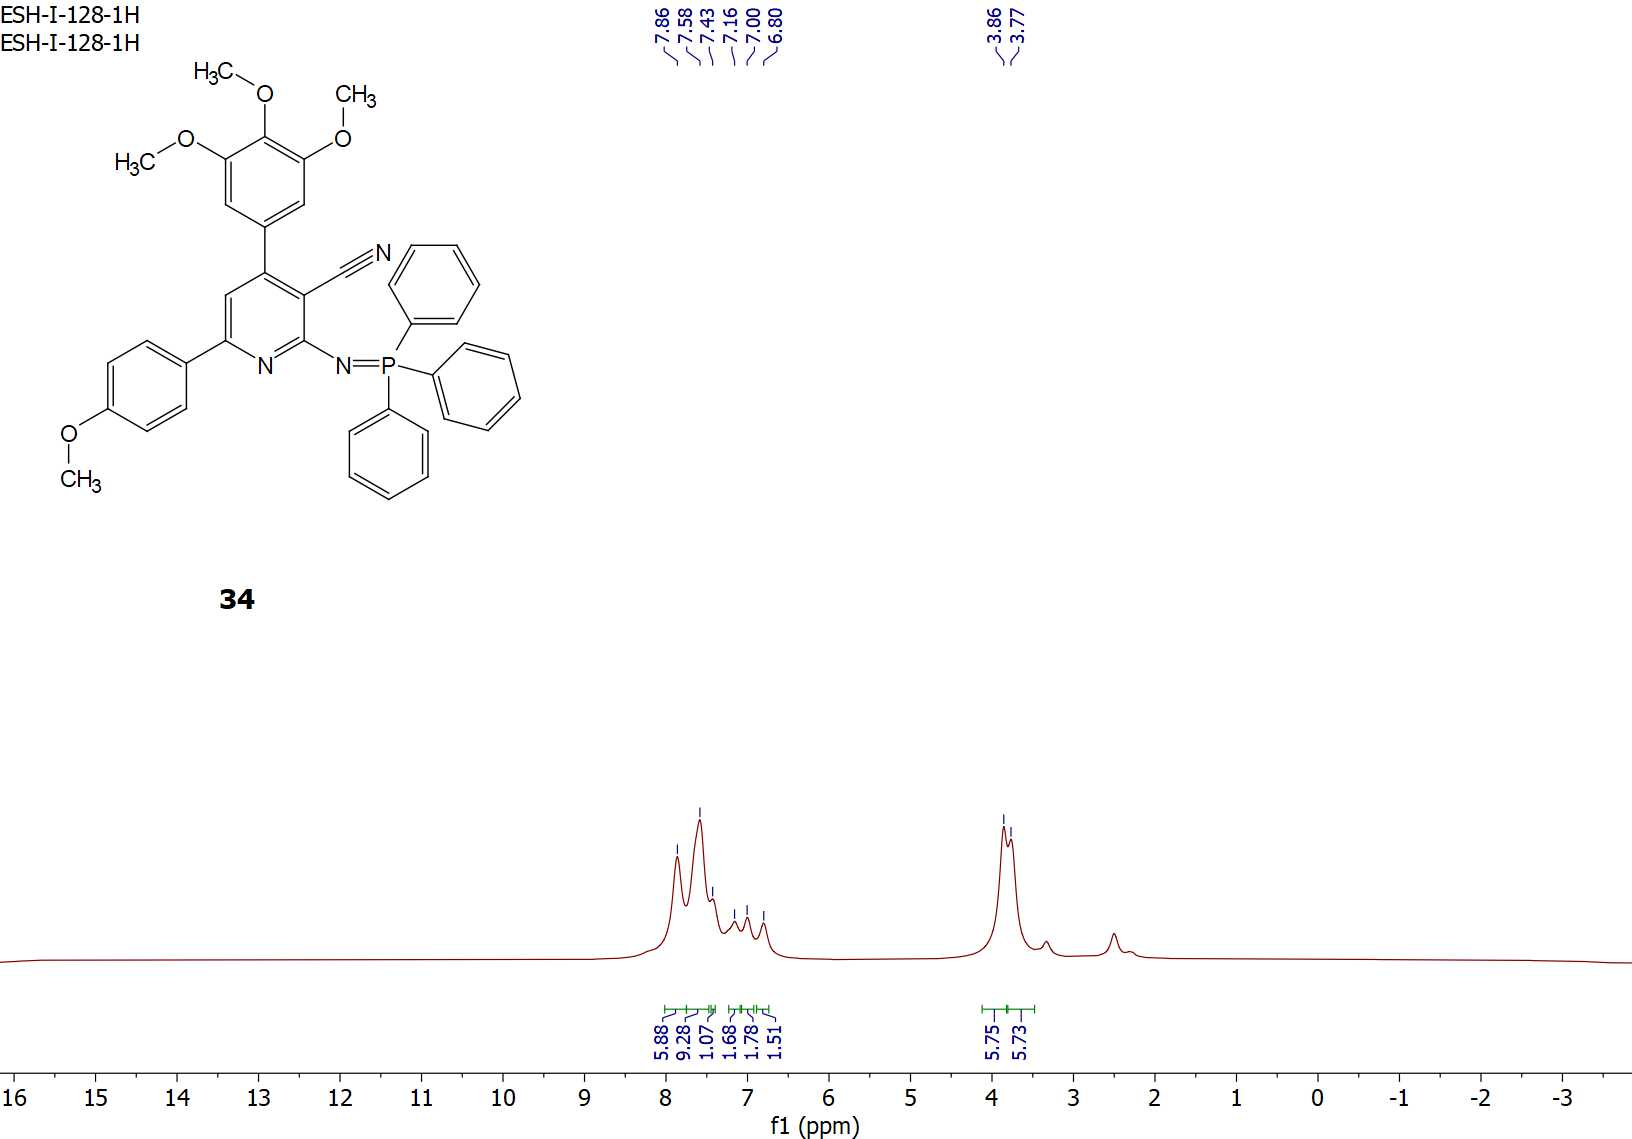 ESH-I-128-1H
ESH-I-128-1H
7.86
7.58
7.43
7.16
7.00
6.80
3.86
3.77
H3C
O
CH3
O
O
H3C
N
N
N
P
O
CH3
34
5.88
9.28
1.07
1.68
1.78
1.51
5.75
5.73
16 15 14 13 12 11 10 9 8 7 6 5 4 3 2 1 0 -1 -2 -3
f1 (ppm)